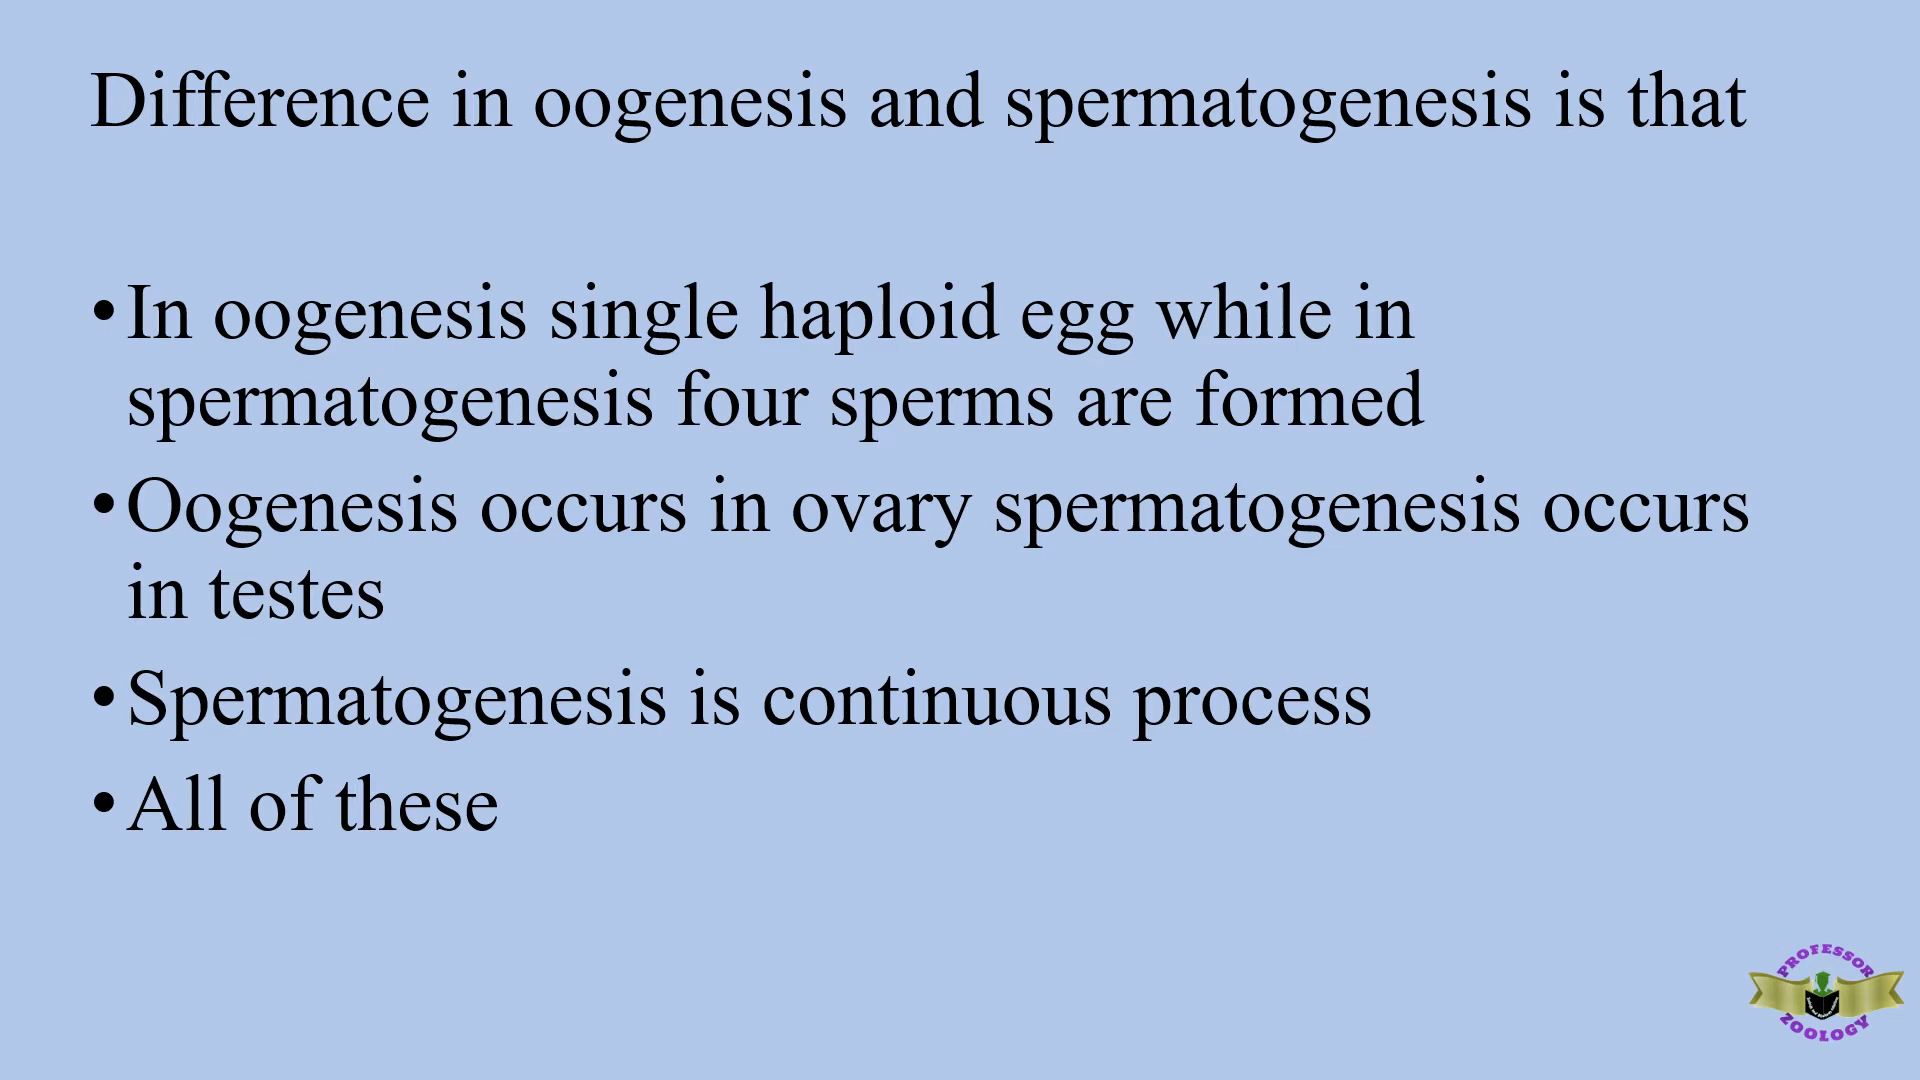 Difference in oogenesis and spermatogenesis is that
• In oogenesis single haploid egg while in
spermatogenesis four sperms are formed
• Oogenesis occurs in ovary spermatogenesis occurs
in testes
• Spermatogenesis is continuous process
• All of these
PROFESSOR
ZOOLOGY